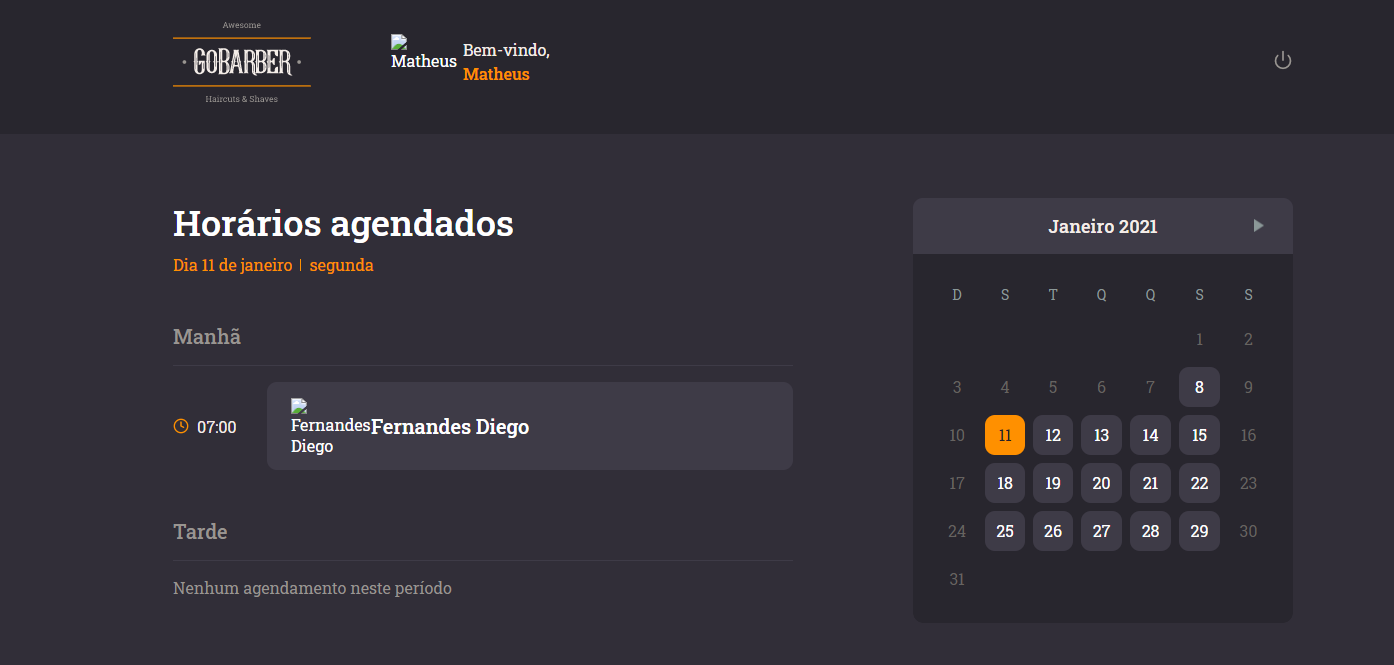 Awesome
· GOBARBER ·
Haircuts & Shaves
Matheus
Bem-vindo,
Matheus
Horários agendados
Dia 11 de janeiro | segunda
Manhã
07:00
Fernandes Diego
Fernandes Diego
Tarde
Nenhum agendamento neste período
Janeiro 2021
D S T Q Q S S
1 2
3 4 5 6 7 8 9
10 11 12 13 14 15 16
17 18 19 20 21 22 23
24 25 26 27 28 29 30
31